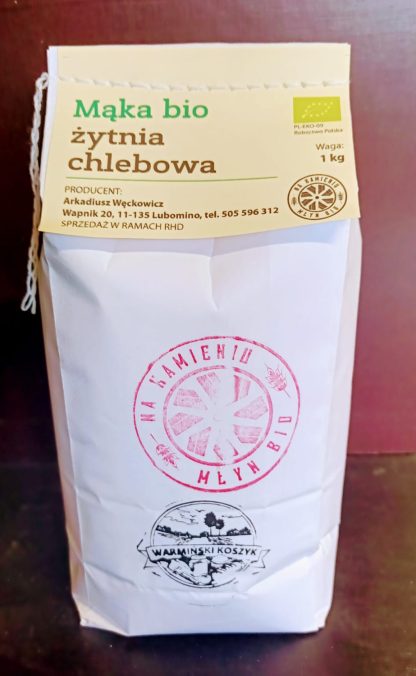 Mąka bio
żytnia
chlebowa
PL-EKO-09
Rolnictwo Polska
Waga:
1 kg
PRODUCENT:
Arkadiusz Węckowicz
Wapnik 20, 11-135 Lubomino, tel. 505 596 312
SPRZEDAŻ W RAMACH RHD
NA KAMIENIU
MŁYN BIO
NA KAMIENIU
MŁYN BIO
WARMIŃSKI KOSZYK